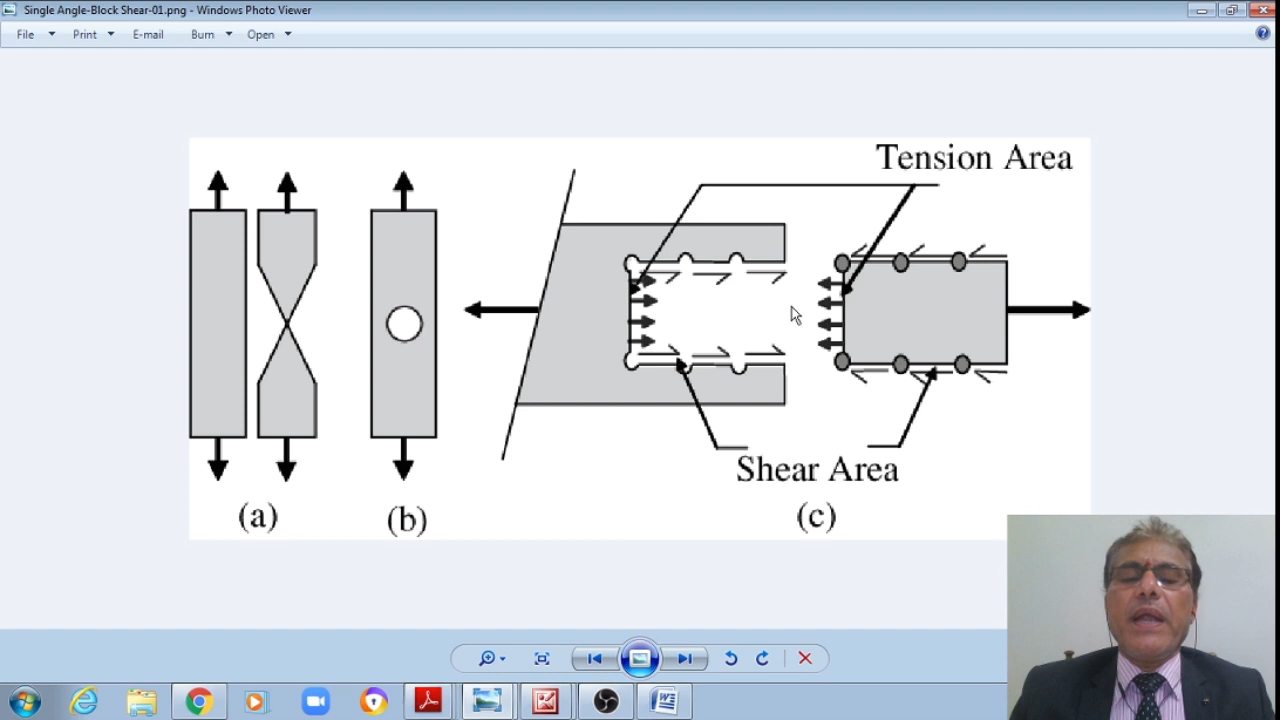 Single Angle-Block Shear-01.png - Windows Photo Viewer
File Print E-mail Burn Open
Tension Area
Shear Area
(a) (b) (c)